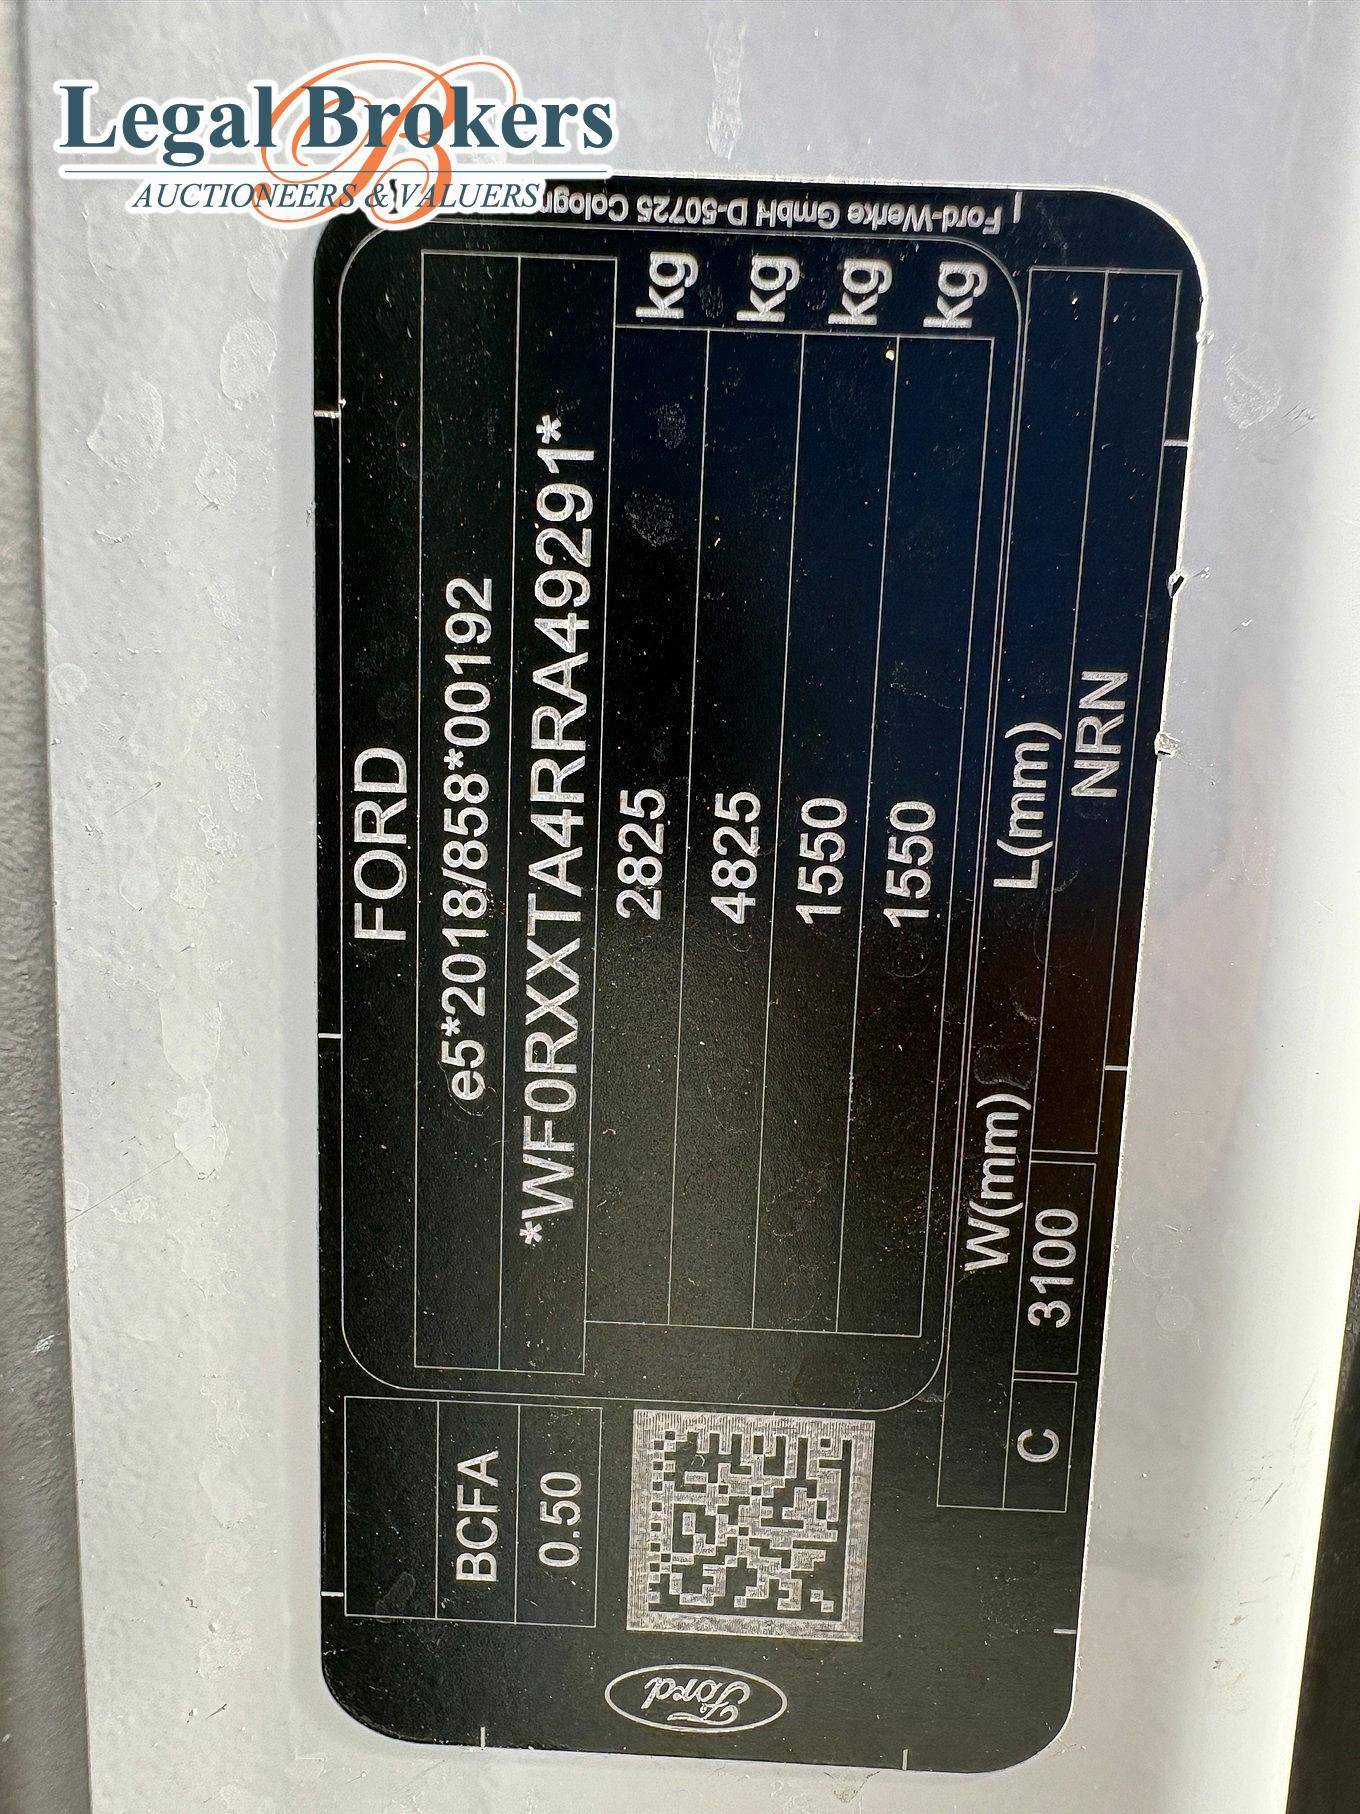 Legal Brokers
AUCTIONEERS & VALUERS
Ford-Werke GmbH D-50725
FORD
e5*2018/858*00192
*WF0RXXTA4RRA49291*
2825 kg
4825 kg
1550 kg
1550 kg
BCFA
0.50
W(mm) L(mm)
C 3100 NRN
Ford